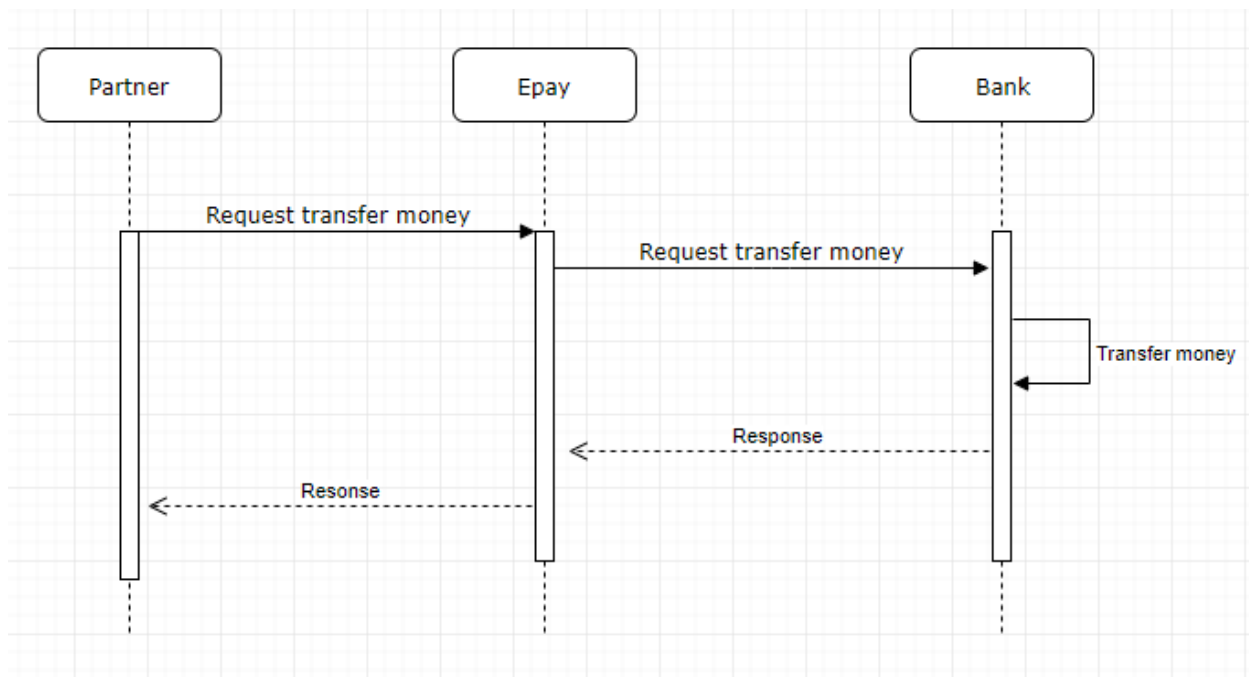 Partner
Epay
Bank
Request transfer money
Request transfer money
Transfer money
Response
Resonse